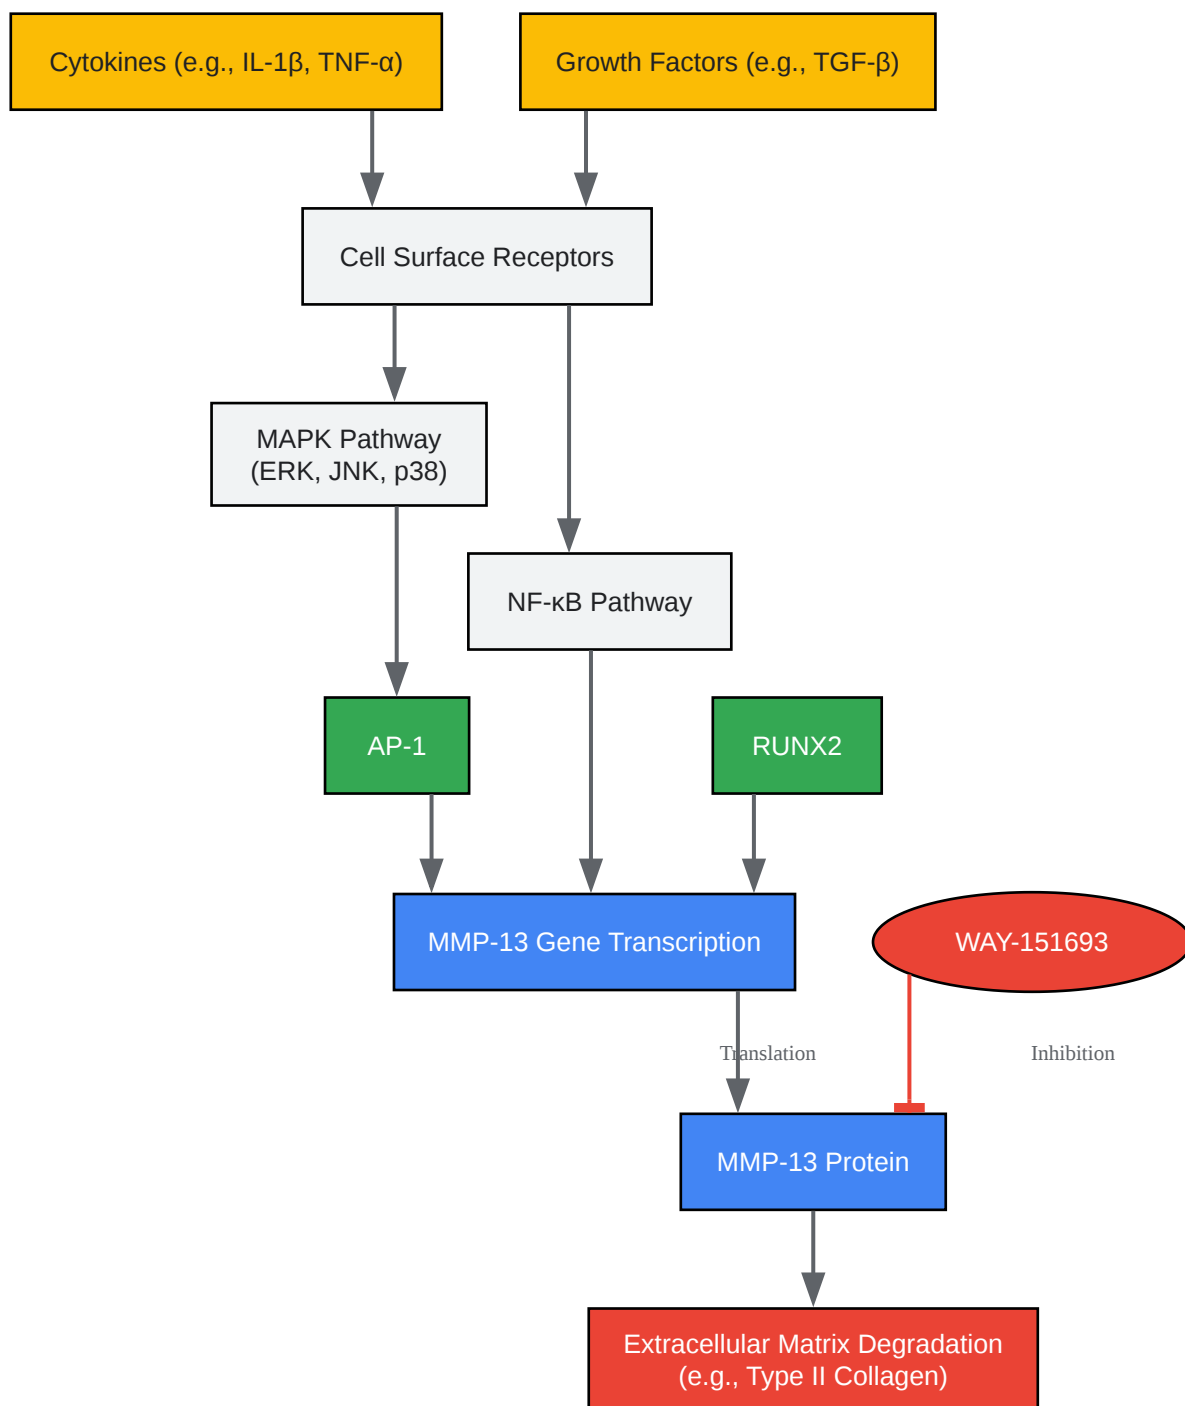 Cytokines (e.g., IL-1β, TNF-α)
Growth Factors (e.g., TGF-β)
Cell Surface Receptors
MAPK Pathway
(ERK, JNK, p38)
NF-κB Pathway
AP-1
RUNX2
MMP-13 Gene Transcription
WAY-151693
Translation
Inhibition
MMP-13 Protein
Extracellular Matrix Degradation
(e.g., Type II Collagen)